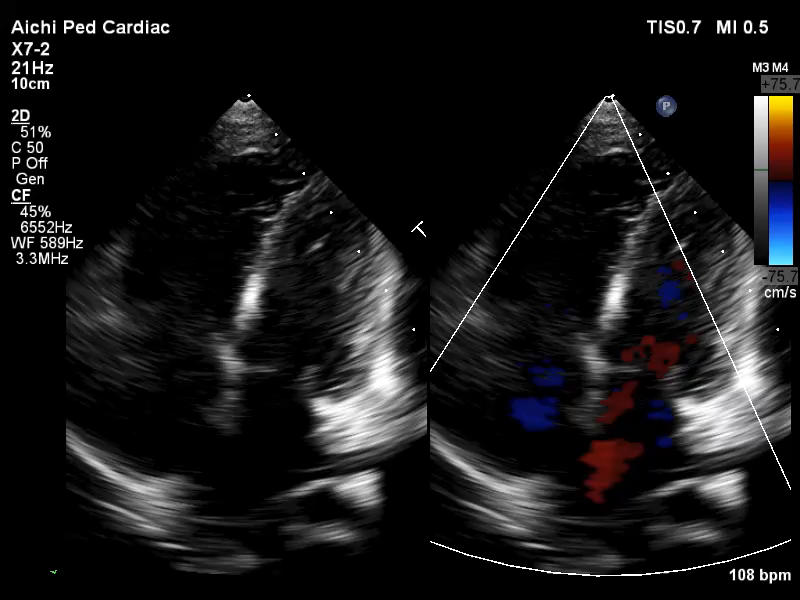 Aichi Ped Cardiac
TIS0.7 MI 0.5
X7-2
21Hz
10cm
2D
51%
C 50
P Off
Gen
CF
45%
6552Hz
WF 589Hz
3.3MHz
P
M3 M4
+75.7
-75.7
cm/s
108 bpm